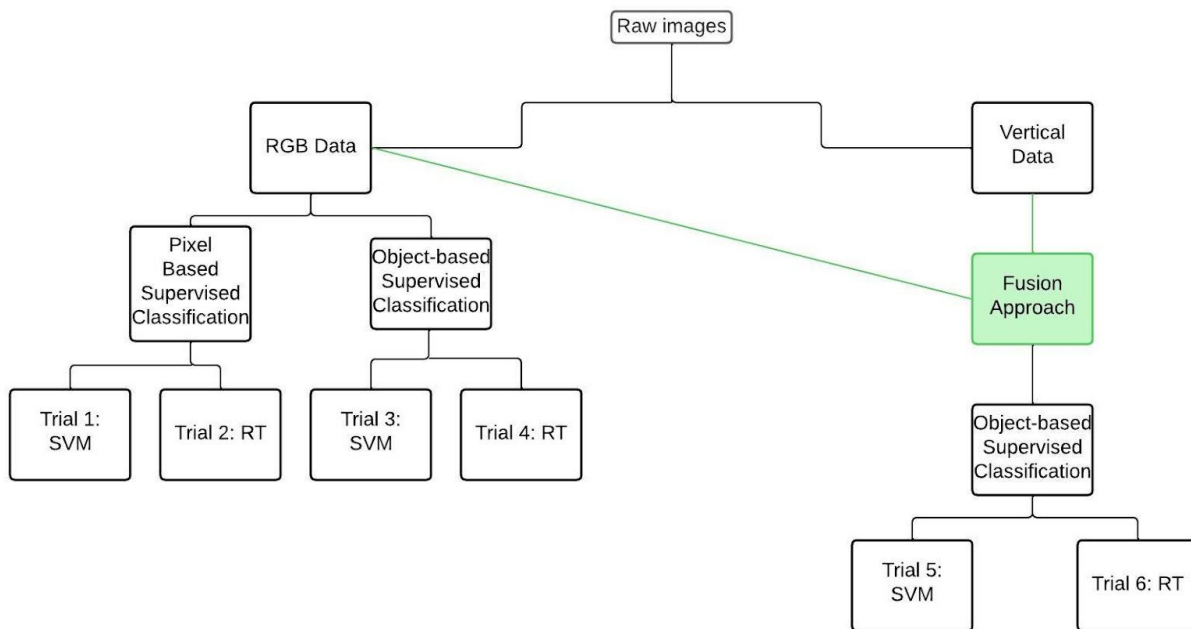 Raw images
RGB Data
Vertical
Data
Pixel
Based
Supervised
Classification
Object-based
Supervised
Classification
Fusion
Approach
Trial 1:
SVM
Trial 2: RT
Trial 3:
SVM
Trial 4: RT
Object-based
Supervised
Classification
Trial 5:
SVM
Trial 6: RT